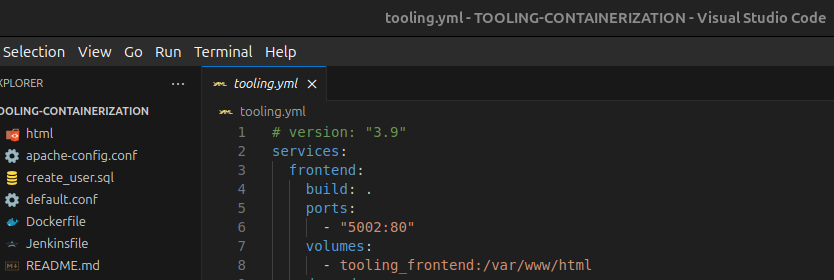 tooling.yml - TOOLING-CONTAINERIZATION - Visual Studio Code
Selection View Go Run Terminal Help
XPLORER ...
tooling.yml ×
OOLING-CONTAINERIZATION
html
apache-config.conf
create_user.sql
default.conf
Dockerfile
Jenkinsfile
README.md
tooling.yml
1 # version: "3.9"
2 services:
3 frontend:
4 build: .
5 ports:
6 - "5002:80"
7 volumes:
8 - tooling_frontend:/var/www/html